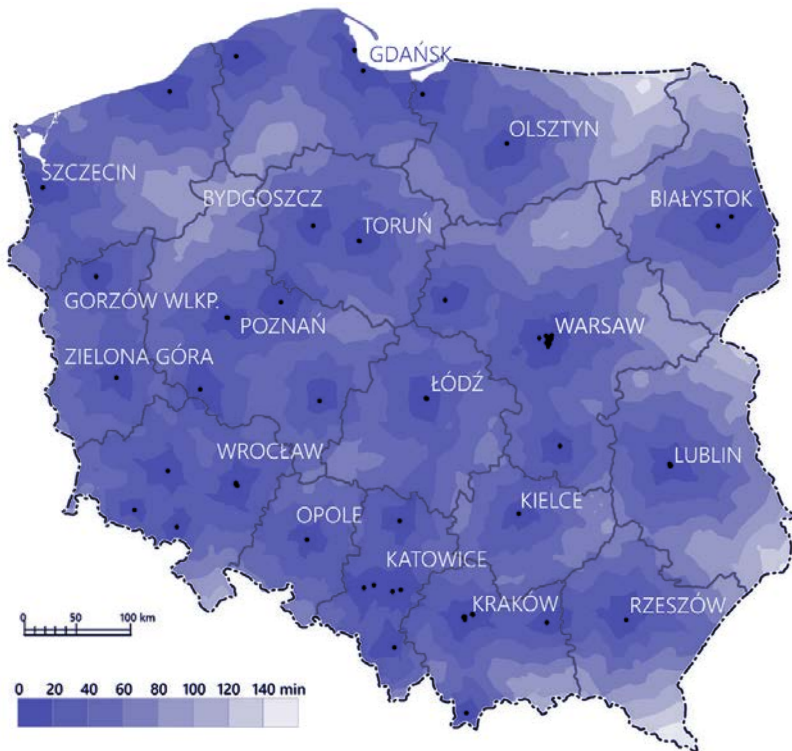 GDAŃSK
OLSZTYN
SZCZECIN
BYDGOSZCZ
BIAŁYSTOK
TORUŃ
GORZÓW WLKP.
POZNAŃ
WARSAW
ZIELONA GÓRA
ŁÓDŹ
WROCŁAW
LUBLIN
OPOLE
KIELCE
KATOWICE
KRAKÓW
RZESZÓW
0 50 100 km
0 20 40 60 80 100 120 140 min